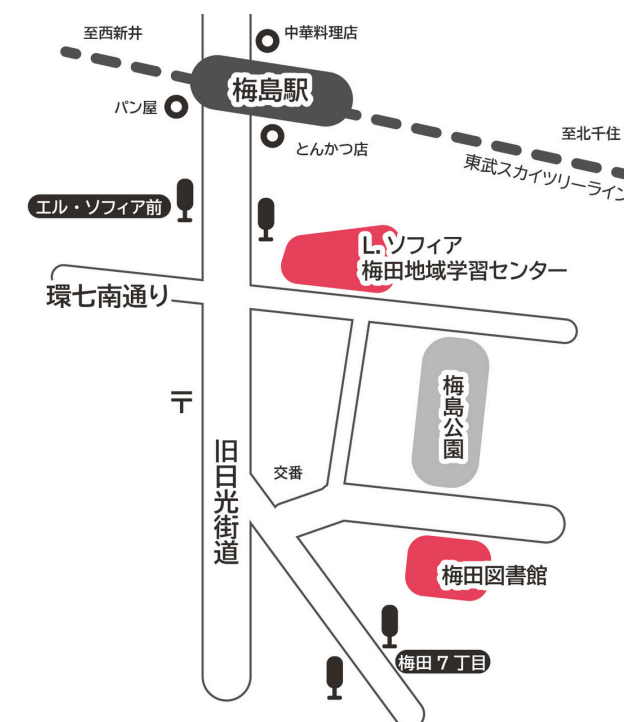 至西新井
中華料理店
梅島駅
パン屋
とんかつ店
至北千住
東武スカイツリーライン
エル・ソフィア前
L. ソフィア
梅田地域学習センター
環七南通り
〒
梅島公園
旧日光街道
交番
梅田図書館
梅田7丁目